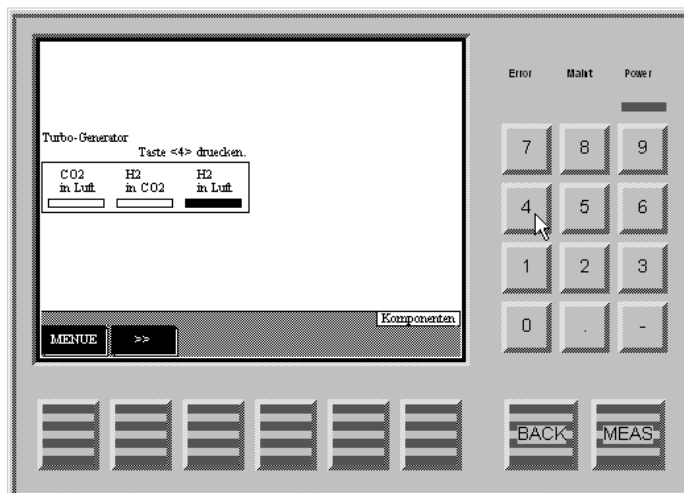 Error Maint Power
Turbo-Generator
Taste <4> druecken.
CO2 H2 H2
in Luft in CO2 in Luft
Komponenten
MENUE >>
7 8 9
4 5 6
1 2 3
0 . -
BACK MEAS